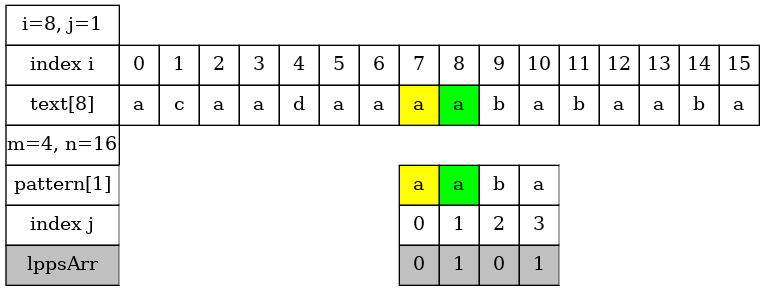 i=8, j=1
index i 0 1 2 3 4 5 6 7 8 9 10 11 12 13 14 15
text[8] a c a a d a a a a b a b a a b a
m=4, n=16
pattern[1] a a b a
index j 0 1 2 3
lppsArr 0 1 0 1